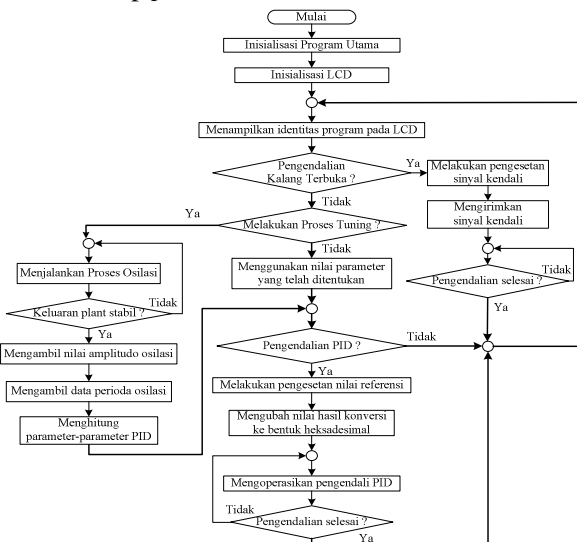 Mulai
Inisialisasi Program Utama
Inisialisasi LCD
Menampilkan identitas program pada LCD
Pengendalian
Kalang Terbuka ?
Ya
Tidak
Melakukan pengesetan
sinyal kendali
Mengirimkan
sinyal kendali
Pengendalian selesai ?
Tidak
Ya
Melakukan Proses Tuning ?
Ya
Tidak
Menjalankan Proses Osilasi
Keluaran plant stabil ?
Tidak
Ya
Mengambil nilai amplitudo osilasi
Mengambil data perioda osilasi
Menghitung
parameter-parameter PID
Menggunakan nilai parameter
yang telah ditentukan
Pengendalian PID ?
Tidak
Ya
Melakukan pengesetan nilai referensi
Mengubah nilai hasil konversi
ke bentuk heksadesimal
Mengoperasikan pengendali PID
Tidak
Pengendalian selesai ?
Ya